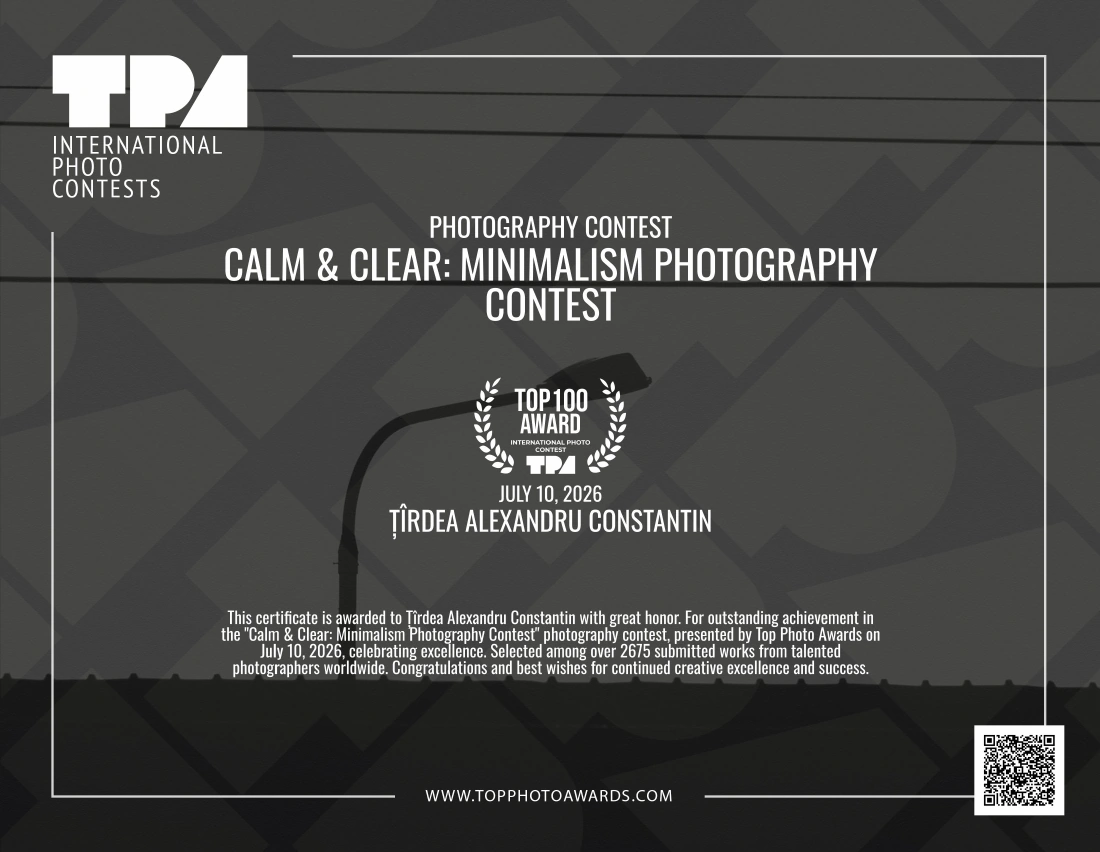 TPA
INTERNATIONAL
PHOTO
CONTESTS
PHOTOGRAPHY CONTEST
CALM & CLEAR: MINIMALISM PHOTOGRAPHY
CONTEST
TOP100
AWARD
INTERNATIONAL PHOTO
CONTEST
TPA
JULY 10, 2026
ȚÎRDEA ALEXANDRU CONSTANTIN
This certificate is awarded to Țîrdea Alexandru Constantin with great honor. For outstanding achievement in
the "Calm & Clear: Minimalism Photography Contest" photography contest, presented by Top Photo Awards on
July 10, 2026, celebrating excellence. Selected among over 2675 submitted works from talented
photographers worldwide. Congratulations and best wishes for continued creative excellence and success.
WWW.TOPPHOTOAWARDS.COM